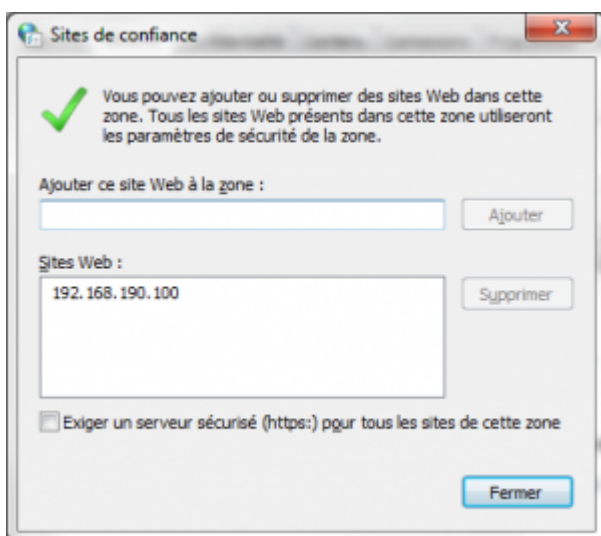 Sites de confiance
Vous pouvez ajouter ou supprimer des sites Web dans cette
zone. Tous les sites Web présents dans cette zone utiliseront
les paramètres de sécurité de la zone.
Ajouter ce site Web à la zone :
Ajouter
Sites Web :
192.168.190.100
Supprimer
Exiger un serveur sécurisé (https:) pour tous les sites de cette zone
Fermer